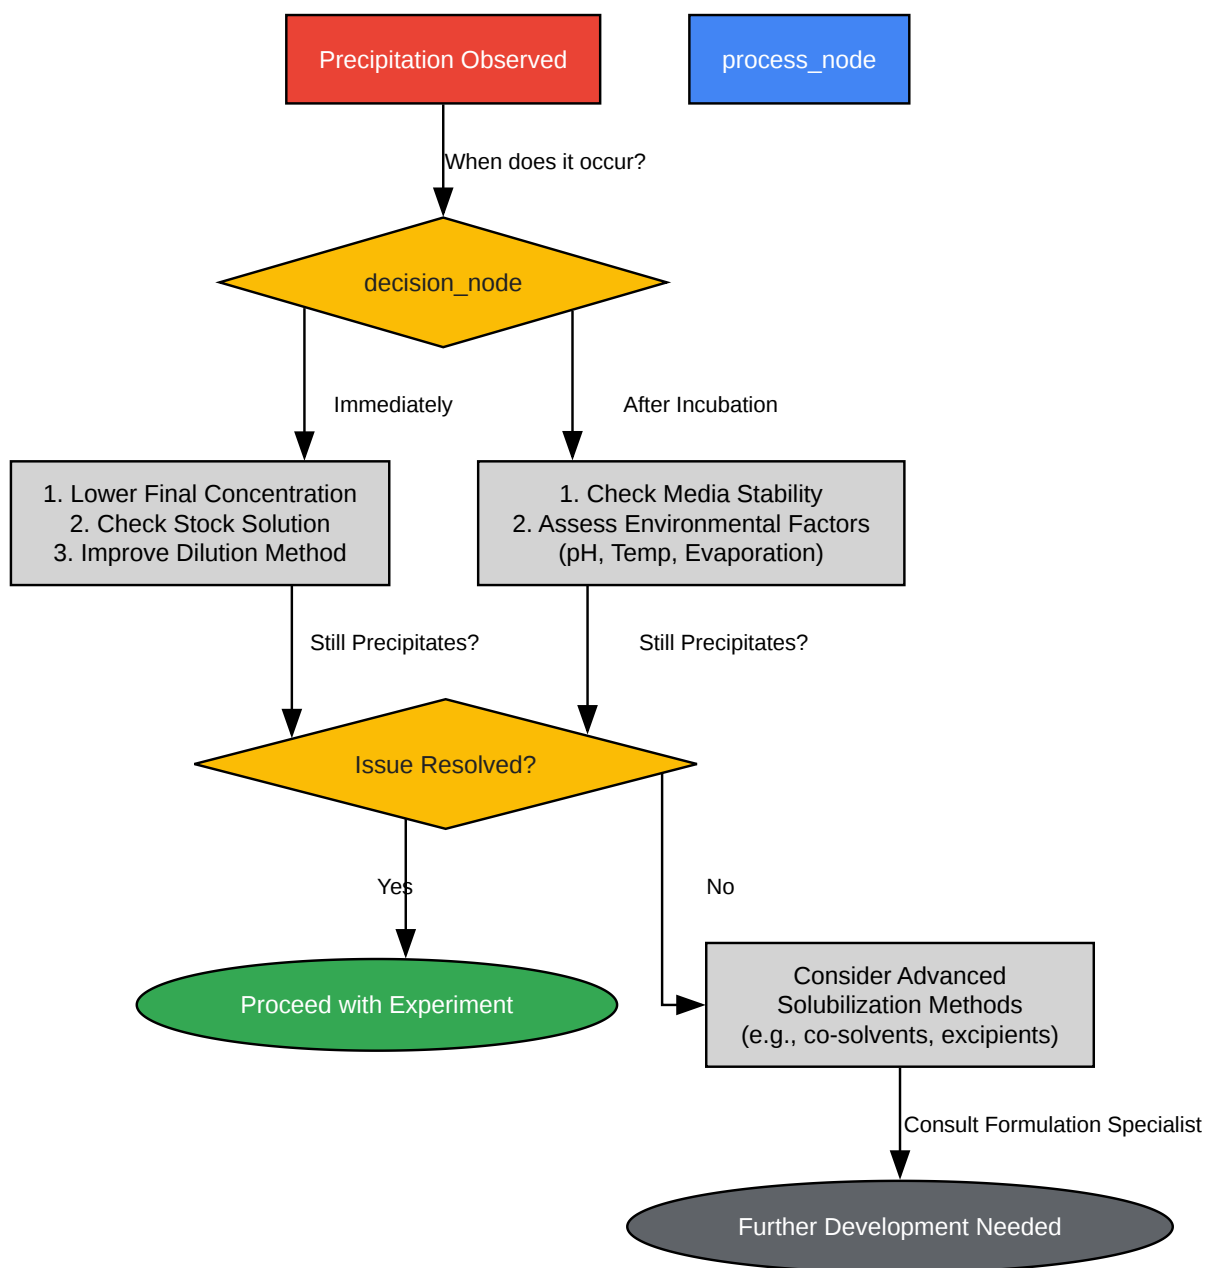 Precipitation Observed
process_node
When does it occur?
decision_node
Immediately
After Incubation
1. Lower Final Concentration
2. Check Stock Solution
3. Improve Dilution Method
1. Check Media Stability
2. Assess Environmental Factors
(pH, Temp, Evaporation)
Still Precipitates?
Still Precipitates?
Issue Resolved?
Yes
No
Proceed with Experiment
Consider Advanced
Solubilization Methods
(e.g., co-solvents, excipients)
Consult Formulation Specialist
Further Development Needed